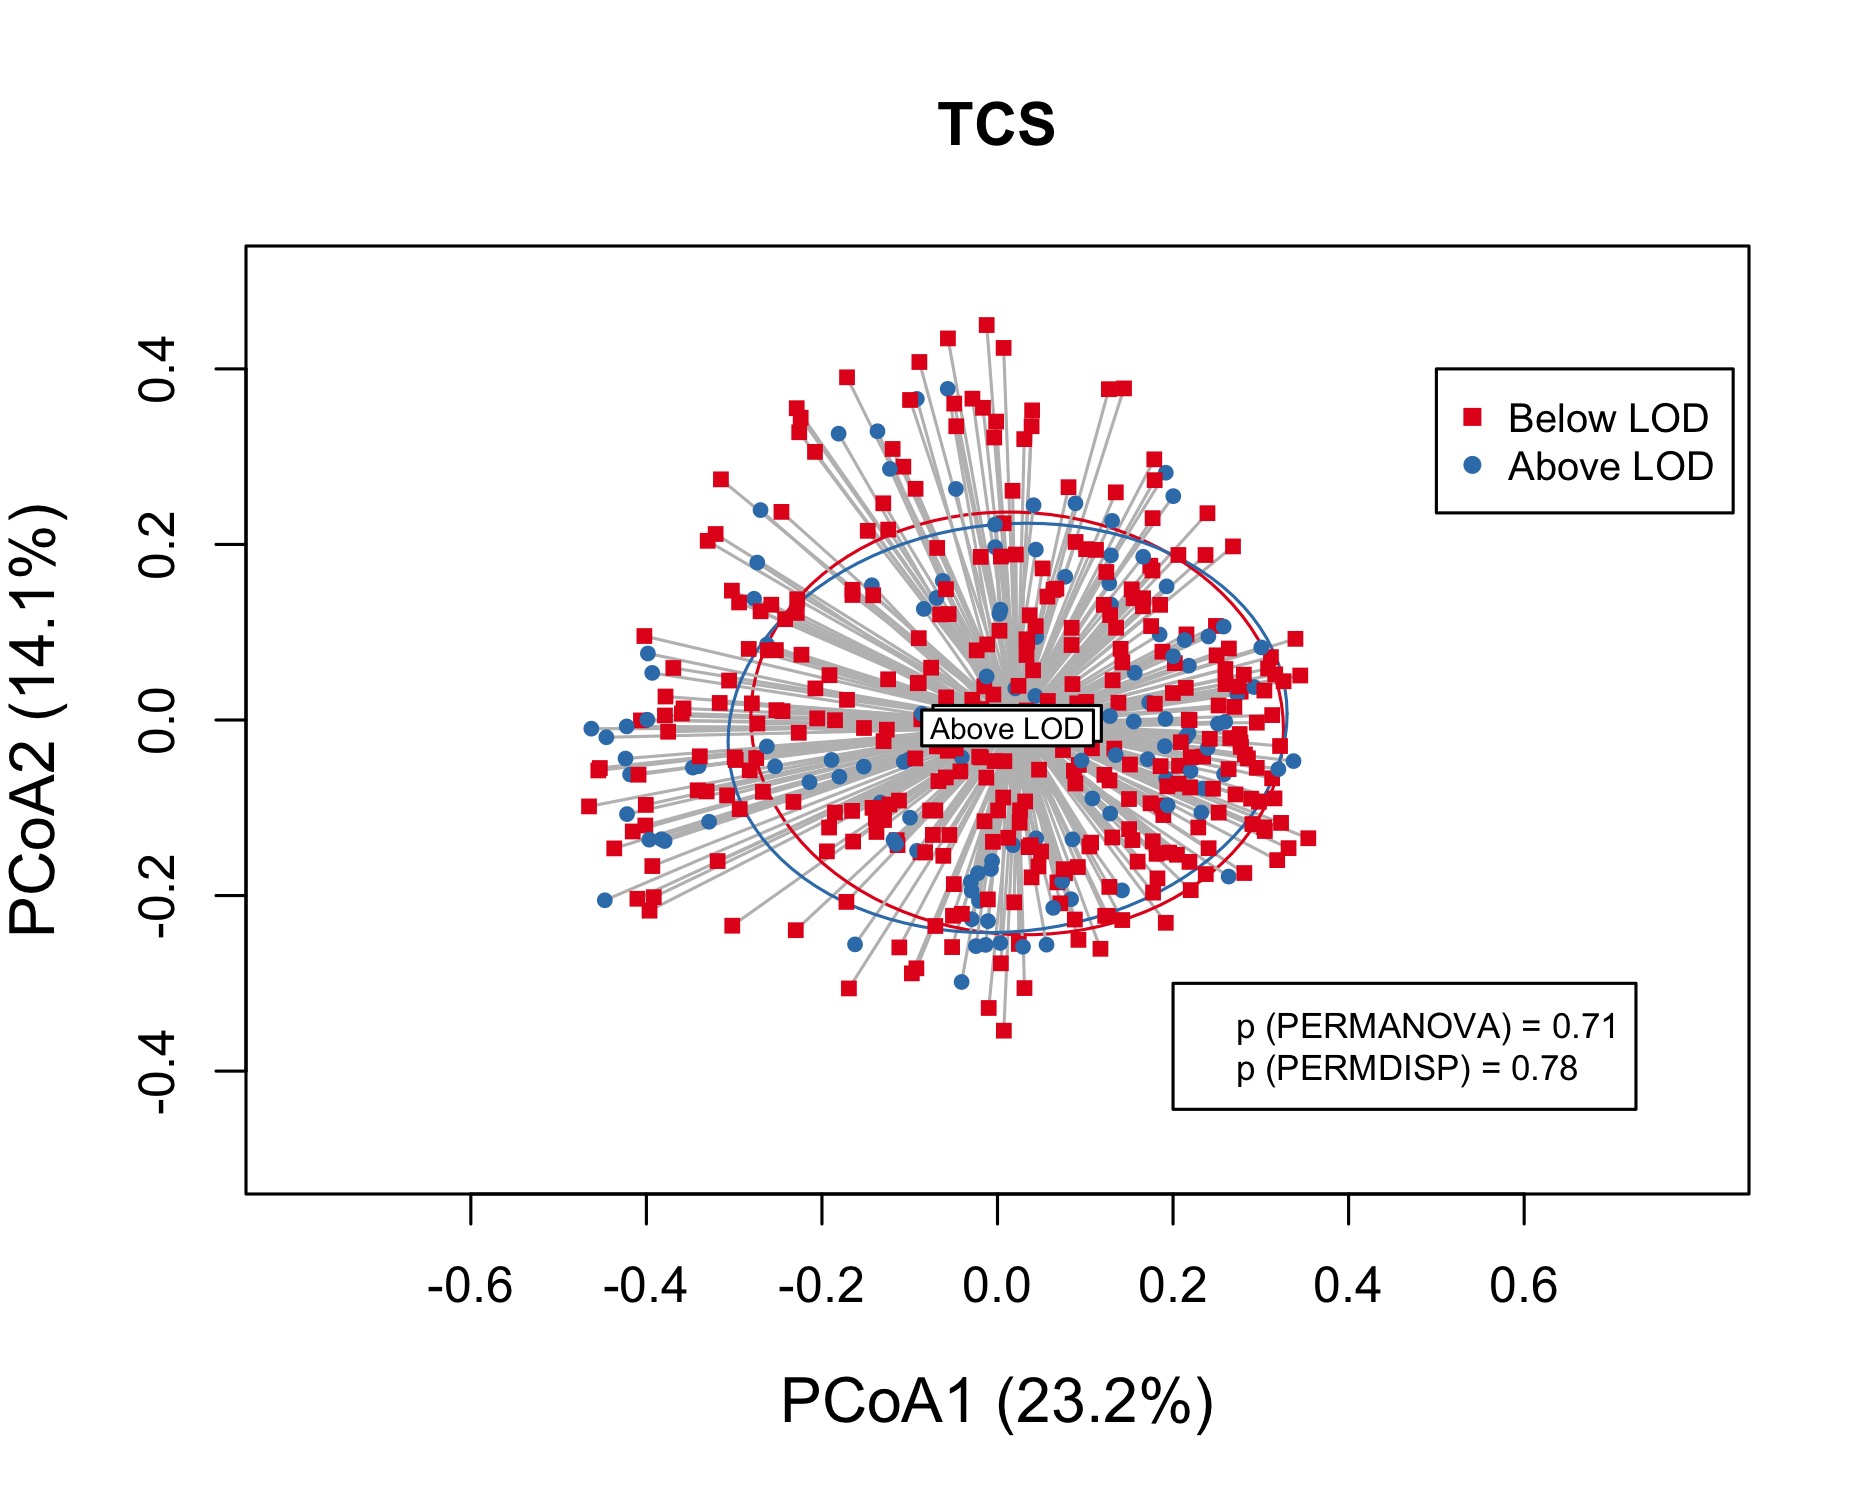 TCS
PCoA2 (14.1%)
0.4
0.2
0.0
-0.2
-0.4
Below LOD
Above LOD
Above LOD
p (PERMANOVA) = 0.71
p (PERMDISP) = 0.78
-0.6 -0.4 -0.2 0.0 0.2 0.4 0.6
PCoA1 (23.2%)